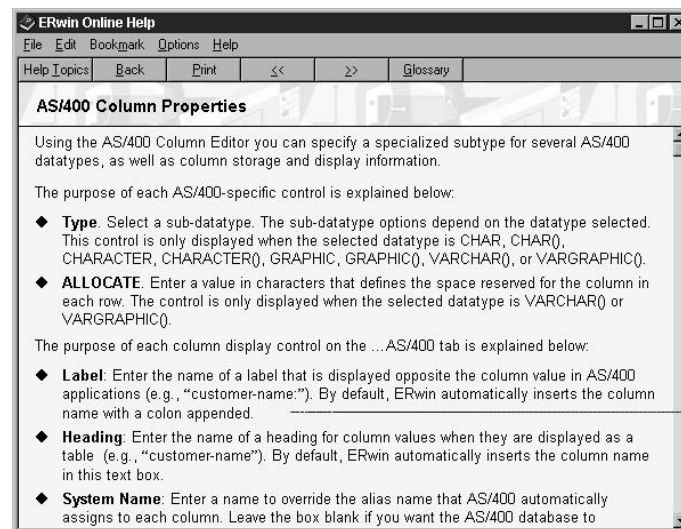 ERwin Online Help
File Edit Bookmark Options Help
Help Topics Back Print << >> Glossary
AS/400 Column Properties
Using the AS/400 Column Editor you can specify a specialized subtype for several AS/400
datatypes, as well as column storage and display information.
The purpose of each AS/400-specific control is explained below:
◆ Type. Select a sub-datatype. The sub-datatype options depend on the datatype selected.
This control is only displayed when the selected datatype is CHAR, CHAR(),
CHARACTER, CHARACTER(), GRAPHIC, GRAPHIC(), VARCHAR(), or VARGRAPHIC().
◆ ALLOCATE. Enter a value in characters that defines the space reserved for the column in
each row. The control is only displayed when the selected datatype is VARCHAR() or
VARGRAPHIC().
The purpose of each column display control on the ...AS/400 tab is explained below:
◆ Label: Enter the name of a label that is displayed opposite the column value in AS/400
applications (e.g., “customer-name:”). By default, ERwin automatically inserts the column
name with a colon appended.
◆ Heading: Enter the name of a heading for column values when they are displayed as a
table (e.g., “customer-name”). By default, ERwin automatically inserts the column name
in this text box.
◆ System Name: Enter a name to override the alias name that AS/400 automatically
assigns to each column. Leave the box blank if you want the AS/400 database to